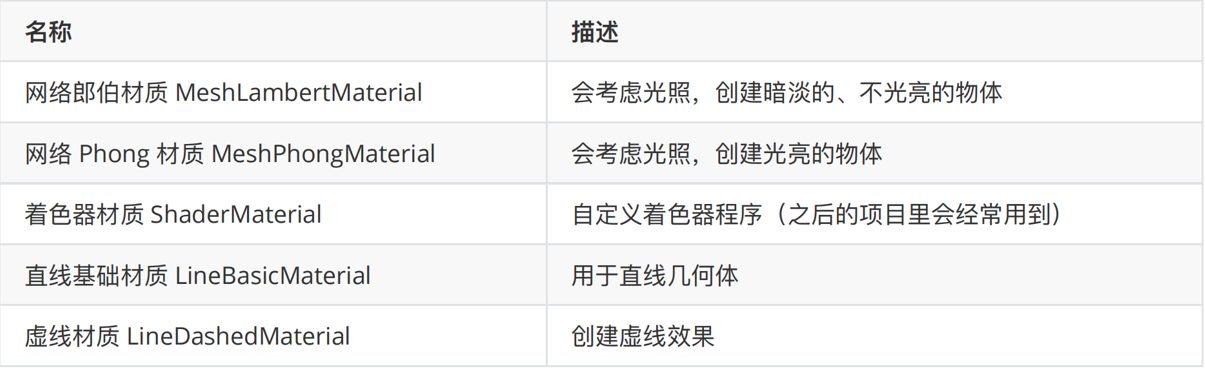 名称 描述
网络郎伯材质 MeshLambertMaterial 会考虑光照，创建暗淡的、不光亮的物体
网络 Phong 材质 MeshPhongMaterial 会考虑光照，创建光亮的物体
着色器材质 ShaderMaterial 自定义着色器程序（之后的项目里会经常用到）
直线基础材质 LineBasicMaterial 用于直线几何体
虚线材质 LineDashedMaterial 创建虚线效果